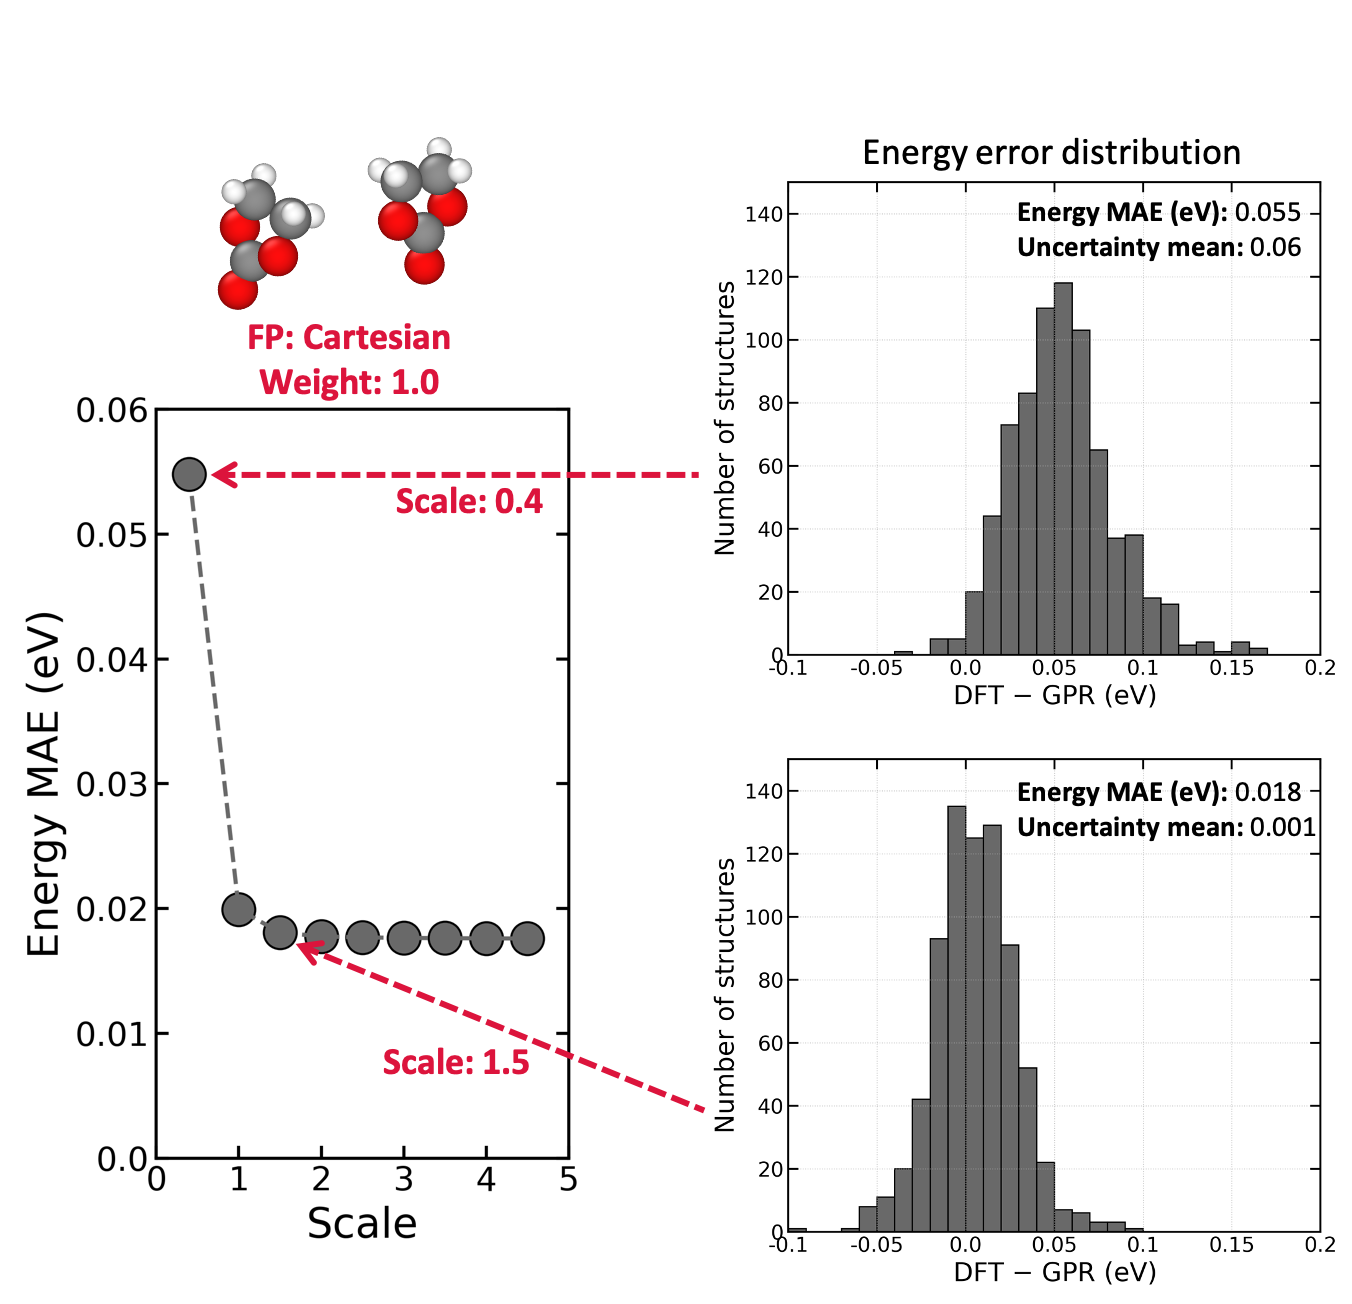 FP: Cartesian
Weight: 1.0
0.06
0.05
0.04
0.03
0.02
0.01
0.0
Energy MAE (eV)
0 1 2 3 4 5
Scale
Scale: 0.4
Scale: 1.5
Energy error distribution
Energy MAE (eV): 0.055
Uncertainty mean: 0.06
140
120
100
80
60
40
20
0
Number of structures
-0.1 -0.05 0.0 0.05 0.1 0.15 0.2
DFT − GPR (eV)
Energy MAE (eV): 0.018
Uncertainty mean: 0.001
140
120
100
80
60
40
20
0
Number of structures
-0.1 -0.05 0.0 0.05 0.1 0.15 0.2
DFT − GPR (eV)